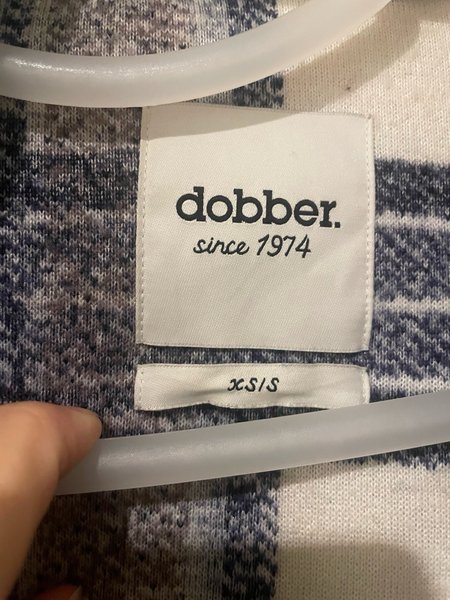 dobber.
since 1974
xS/S